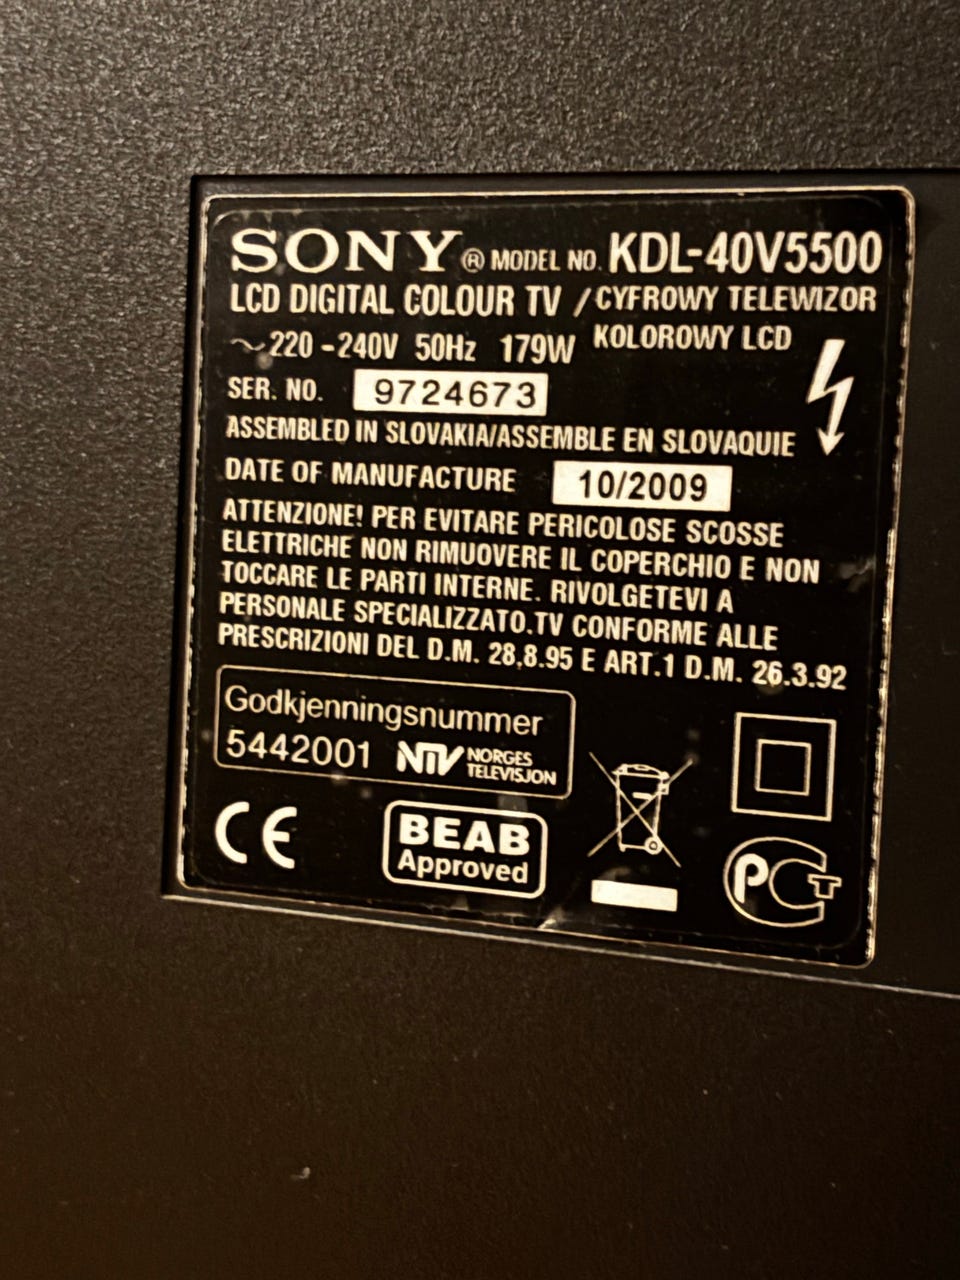 SONY® MODEL NO. KDL-40V5500
LCD DIGITAL COLOUR TV / CYFROWY TELEWIZOR
KOLOROWY LCD
~220 -240V 50Hz 179W
SER. NO. 9724673
ASSEMBLED IN SLOVAKIA/ASSEMBLE EN SLOVAQUIE
DATE OF MANUFACTURE 10/2009
ATTENZIONE! PER EVITARE PERICOLOSE SCOSSE
ELETTRICHE NON RIMUOVERE IL COPERCHIO E NON
TOCCARE LE PARTI INTERNE. RIVOLGETEVI A
PERSONALE SPECIALIZZATO.TV CONFORME ALLE
PRESCRIZIONI DEL D.M. 28,8.95 E ART.1 D.M. 26.3.92
Godkjenningsnummer
5442001 NTV NORGES
TELEVISJON
CE
BEAB
Approved
PCT